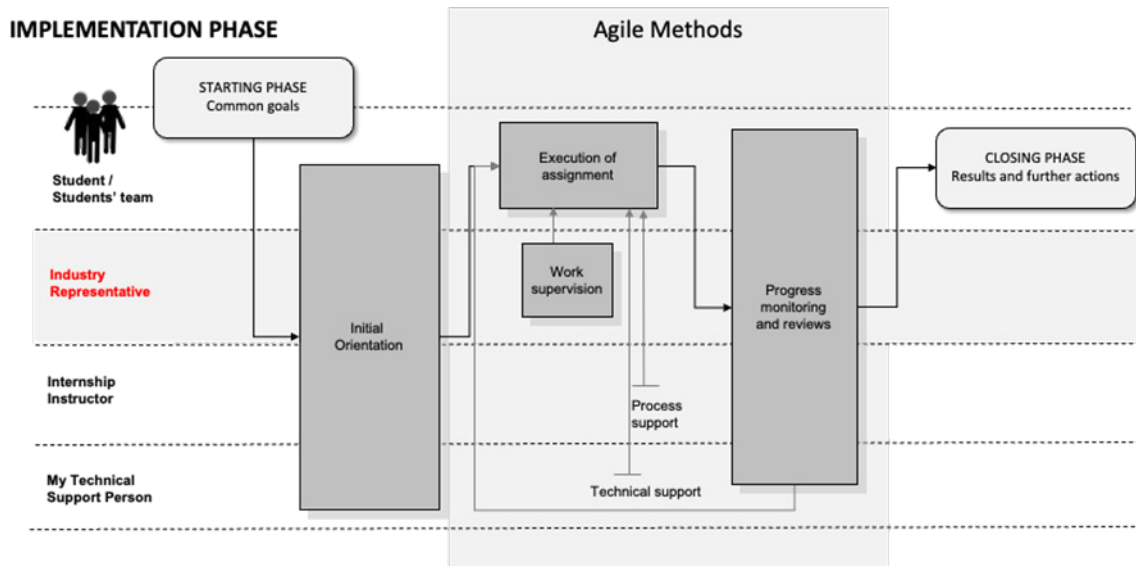 IMPLEMENTATION PHASE
Agile Methods
STARTING PHASE
Common goals
Student /
Students' team
Execution of
assignment
CLOSING PHASE
Results and further actions
Industry
Representative
Work
supervision
Progress
monitoring
and reviews
Initial
Orientation
Internship
Instructor
Process
support
My Technical
Support Person
Technical support